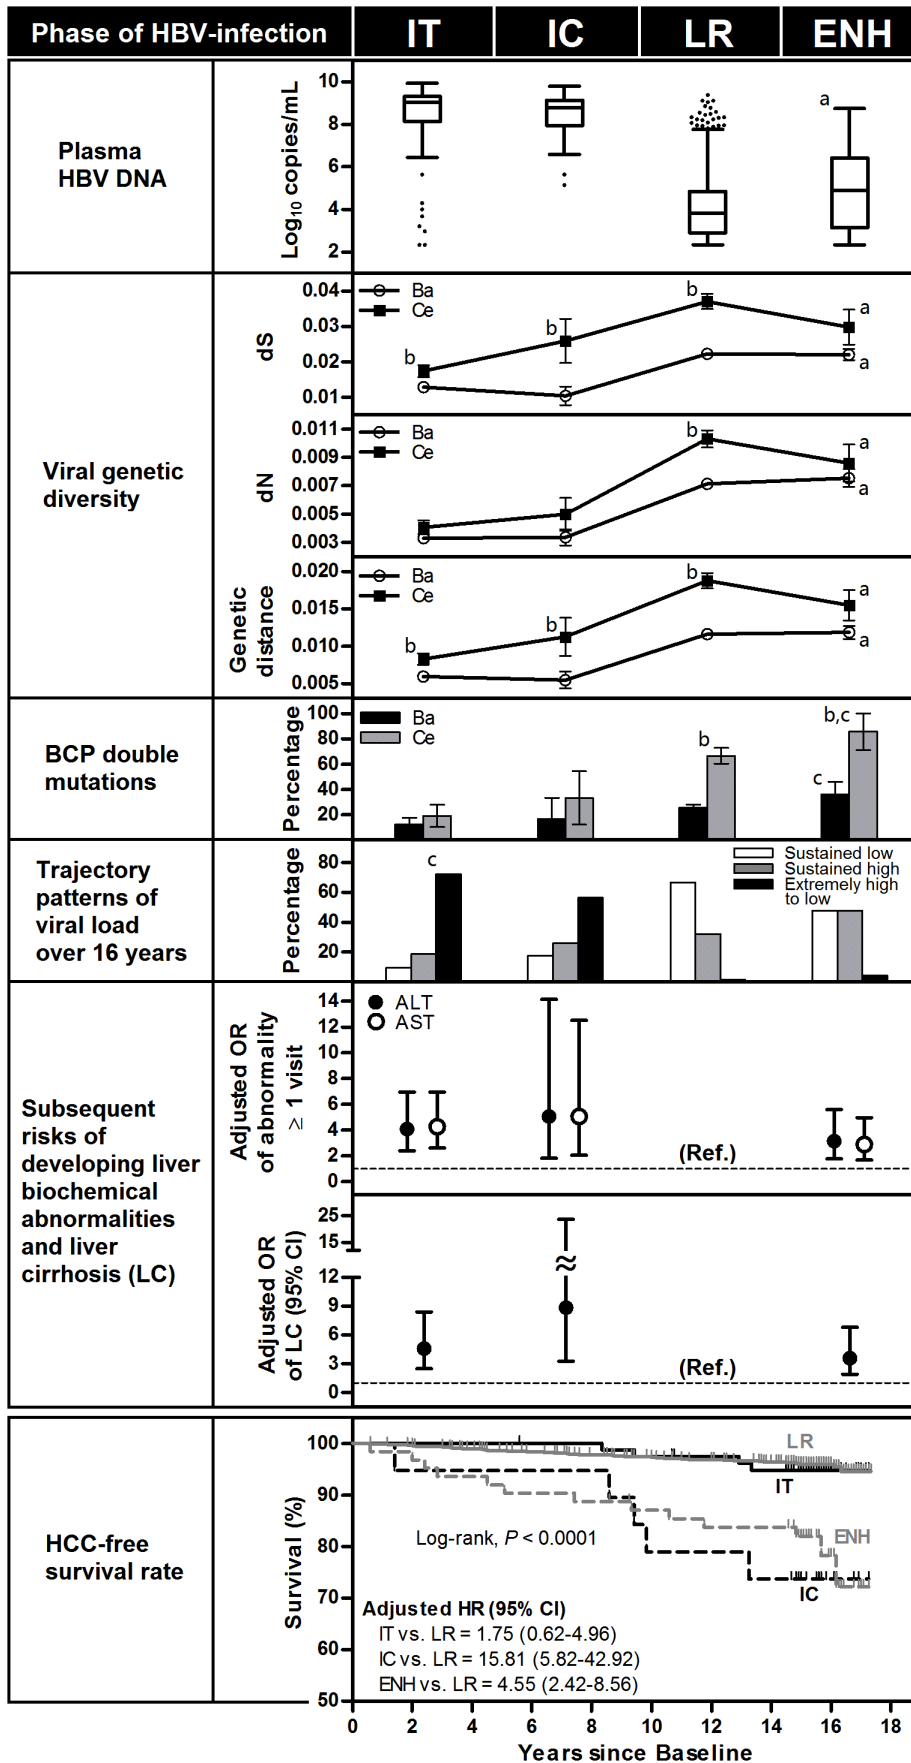 Phase of HBV-infection IT IC LR ENH
Plasma
HBV DNA
Log₁₀ copies/mL
10
8
6
4
2
a
Viral genetic
diversity
dS
0.04
0.03
0.02
0.01
Ba
Ce
b
b
b
a
a
dN
0.011
0.009
0.007
0.005
0.003
Ba
Ce
b
a
a
Genetic
distance
0.020
0.015
0.010
0.005
Ba
Ce
b
b
b
a
a
BCP double
mutations
Percentage
100
80
60
40
20
Ba
Ce
b
c
b,c
Trajectory
patterns of
viral load
over 16 years
Percentage
80
60
40
20
c
Sustained low
Sustained high
Extremely high
to low
Subsequent
risks of
developing liver
biochemical
abnormalities
and liver
cirrhosis (LC)
Adjusted OR
of abnormality
≥ 1 visit
14
12
10
8
6
4
2
0
ALT
AST
(Ref.)
Adjusted OR
of LC (95% CI)
25
15
12
9
6
3
0
≈
(Ref.)
HCC-free
survival rate
Survival (%)
100
90
80
70
60
50
LR
IT
ENH
IC
Log-rank, P < 0.0001
Adjusted HR (95% CI)
IT vs. LR = 1.75 (0.62-4.96)
IC vs. LR = 15.81 (5.82-42.92)
ENH vs. LR = 4.55 (2.42-8.56)
0 2 4 6 8 10 12 14 16 18
Years since Baseline